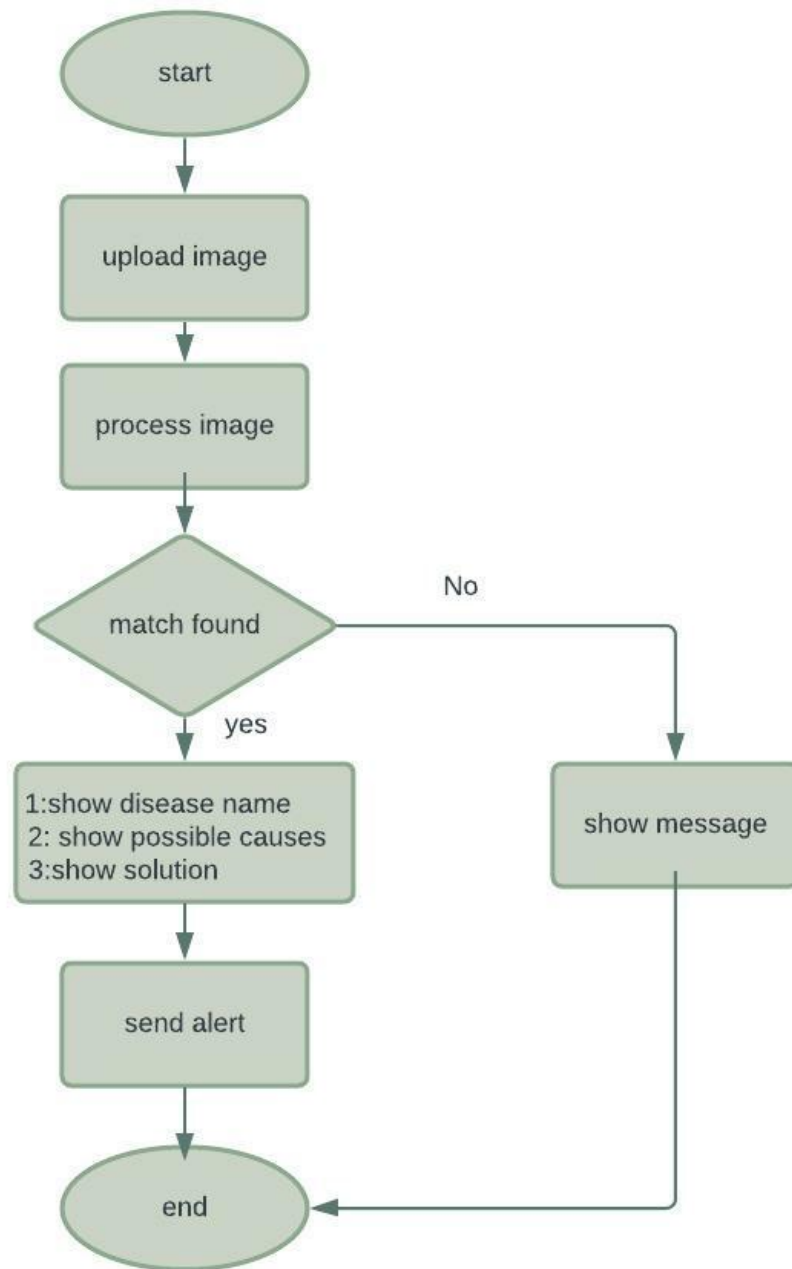 start
upload image
process image
match found
No
yes
1:show disease name
2: show possible causes
3:show solution
show message
send alert
end